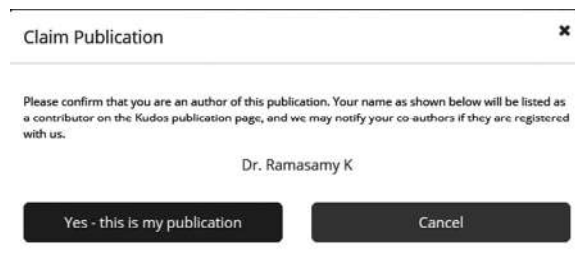 Claim Publication ✖
Please confirm that you are an author of this publication. Your name as shown below will be listed as
a contributor on the Kudos publication page, and we may notify your co-authors if they are registered
with us.
Dr. Ramasamy K
Yes - this is my publication Cancel